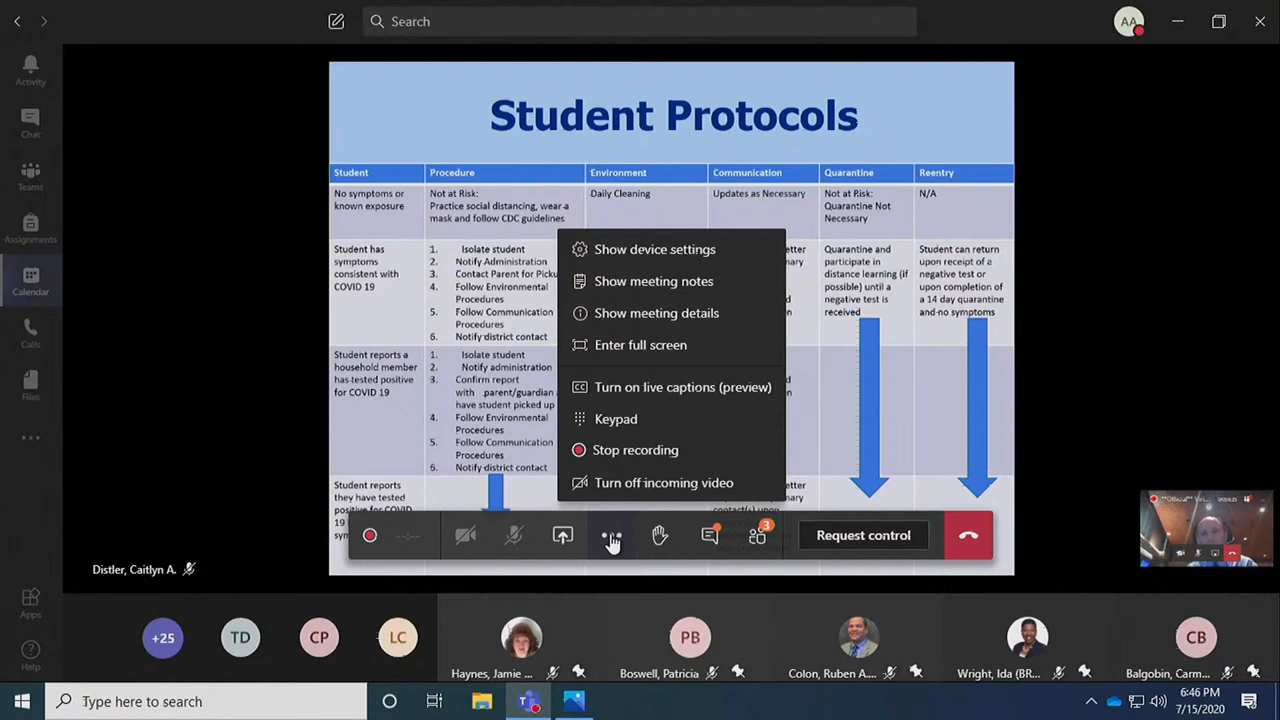 Search
AA
Activity
Chat
Teams
Assignments
Calendar
Calls
Files
Apps
Help
Student Protocols
Student Procedure Environment Communication Quarantine Reentry
No symptoms or
known exposure
Not at Risk:
Practice social distancing, wear a
mask and follow CDC guidelines
Daily Cleaning
Updates as Necessary
Not at Risk:
Quarantine Not
Necessary
N/A
Student has
symptoms
consistent with
COVID 19
1. Isolate student
2. Notify Administration
3. Contact Parent for Picku
4. Follow Environmental
Procedures
5. Follow Communication
Procedures
6. Notify district contact
Quarantine and
participate in
distance learning (if
possible) until a
negative test is
received
Student can return
upon receipt of a
negative test or
upon completion of
a 14 day quarantine
and no symptoms
Student reports a
household member
has tested positive
for COVID 19
1. Isolate student
2. Notify administration
3. Confirm report
with parent/guardian
have student picked up
4. Follow Environmental
Procedures
5. Follow Communication
Procedures
6. Notify district contact
Student reports
they have tested
positive for COVID
19
Show device settings
Show meeting notes
Show meeting details
Enter full screen
CC Turn on live captions (preview)
Keypad
Stop recording
Turn off incoming video
3
Request control
Distler, Caitlyn A.
+25
TD
CP
LC
PB
CB
Haynes, Jamie ...
Boswell, Patricia
Colon, Ruben A....
Wright, Ida (BR...
Balgobin, Carm...
Type here to search
6:46 PM
7/15/2020